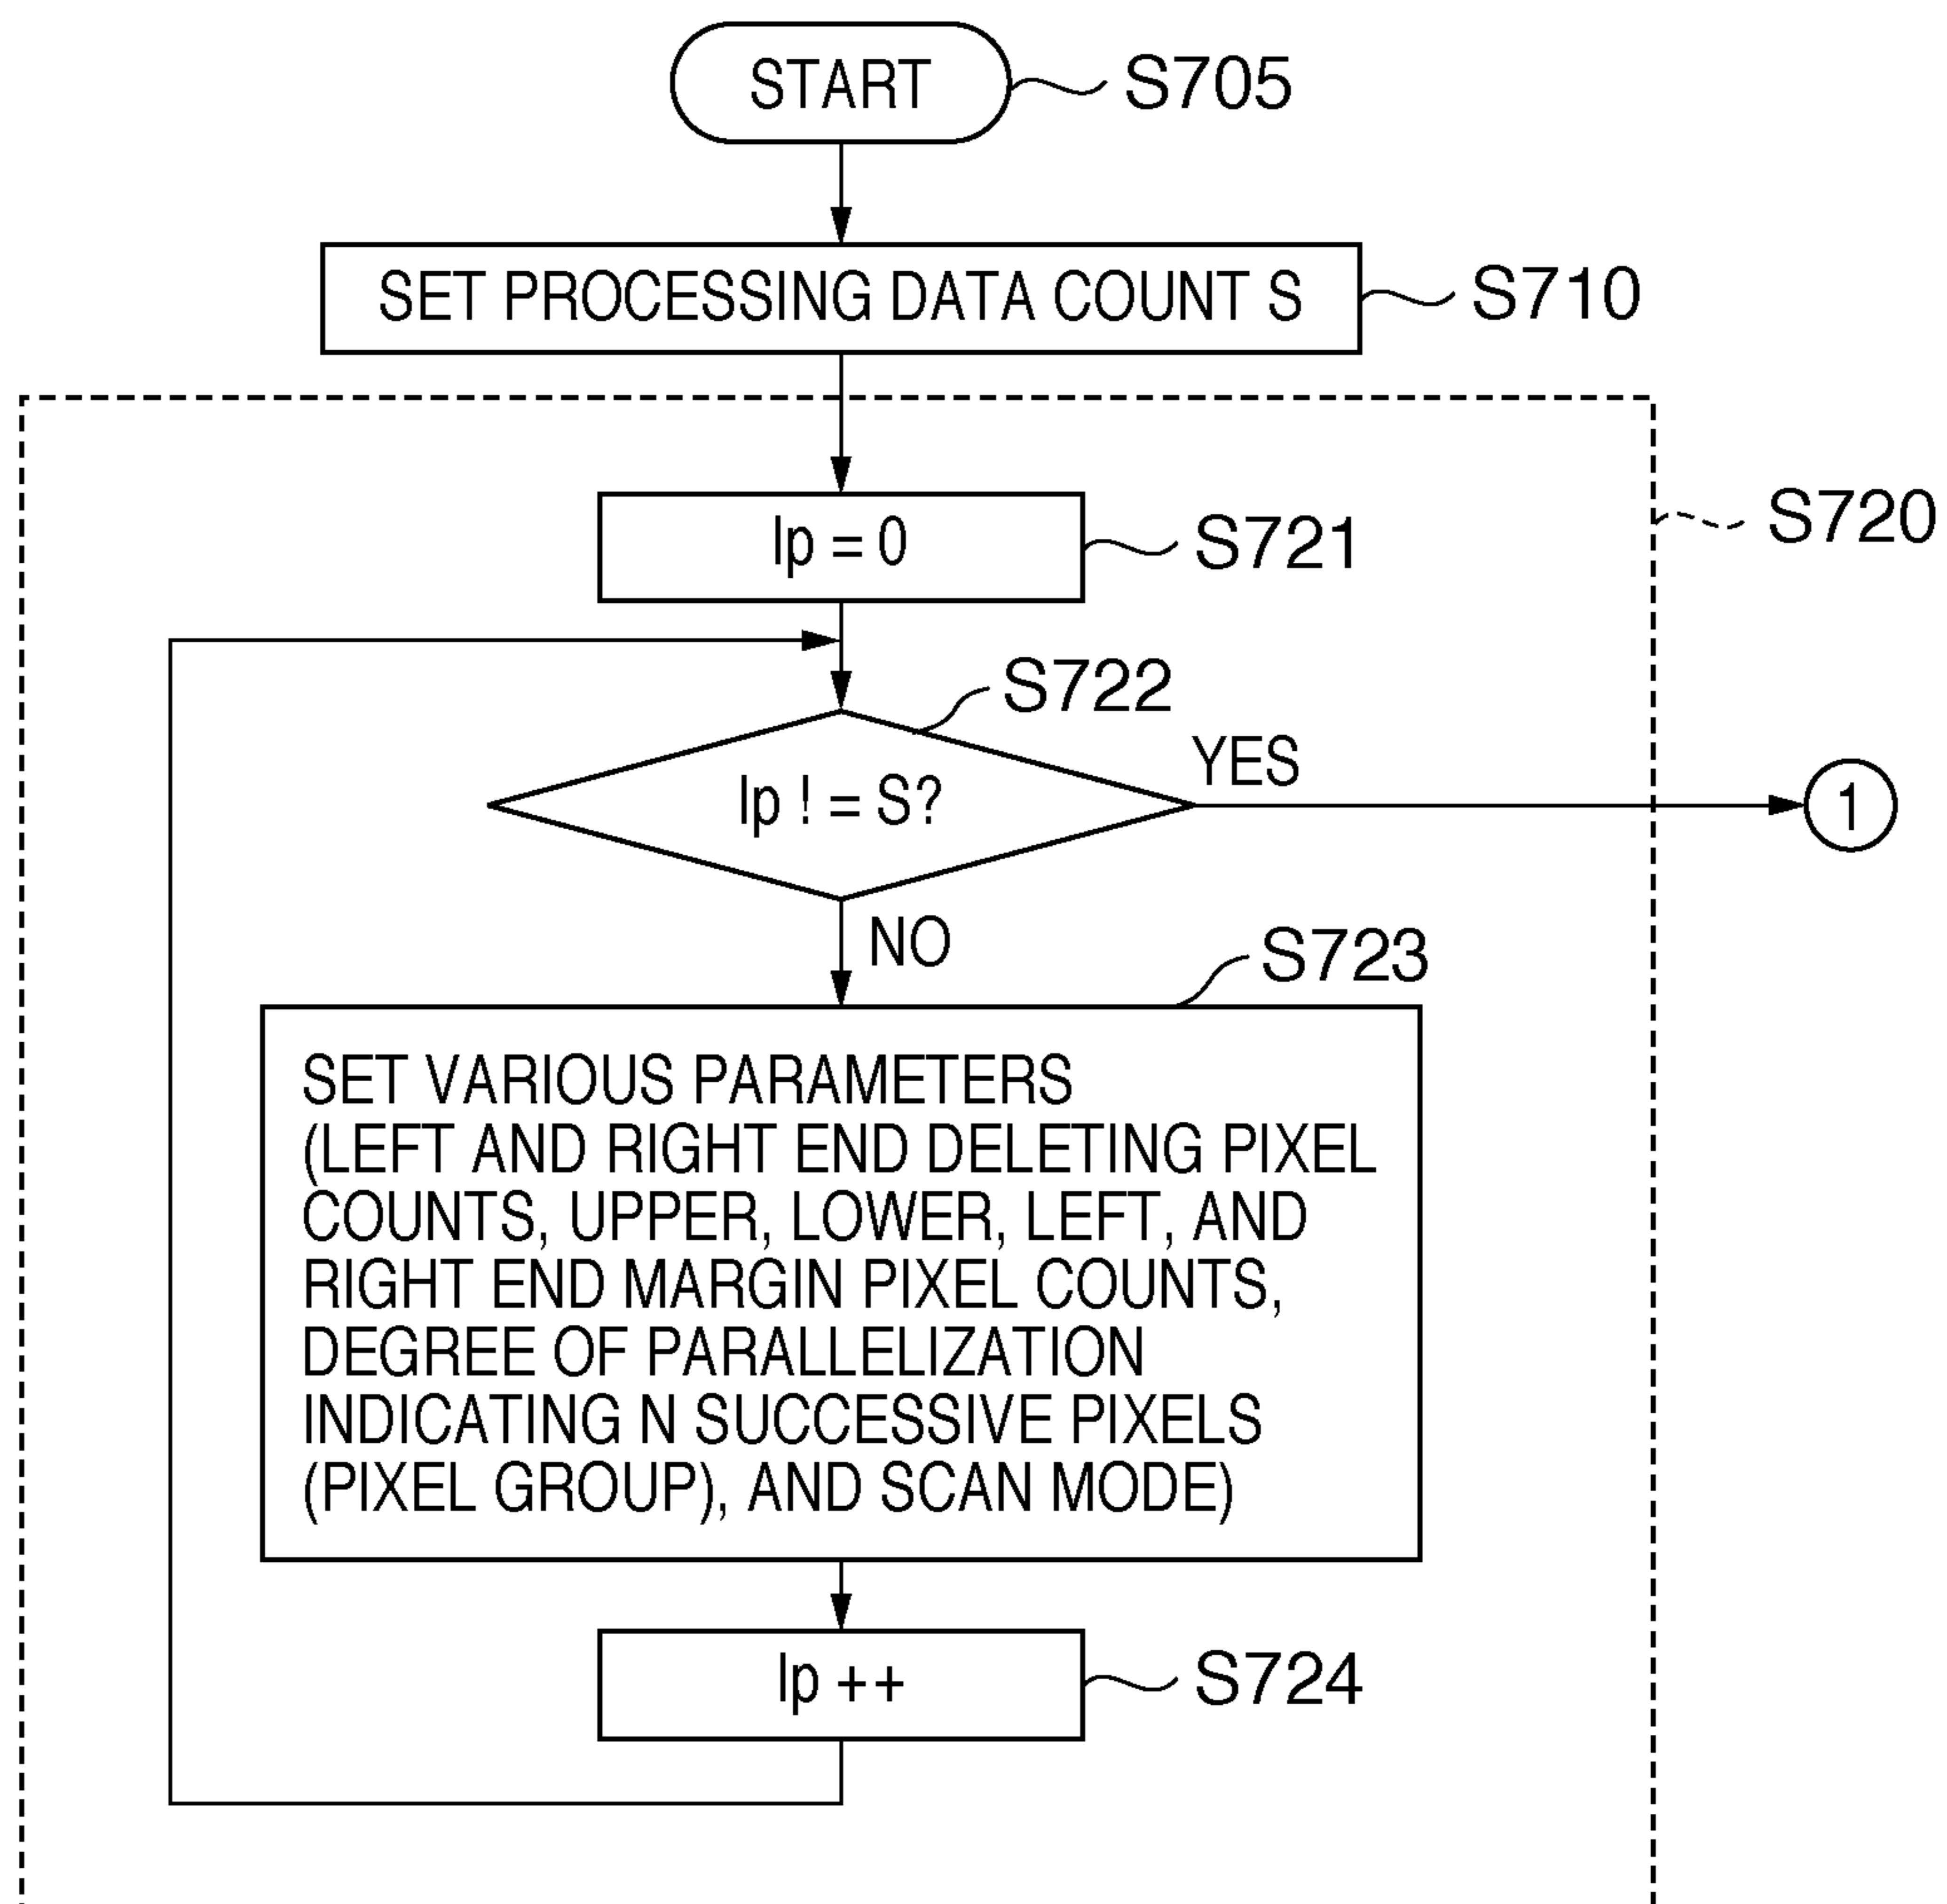 START
S705
SET PROCESSING DATA COUNT S
S710
S720
lp = 0
S721
S722
lp ! = S?
YES
1
NO
S723
SET VARIOUS PARAMETERS
(LEFT AND RIGHT END DELETING PIXEL
COUNTS, UPPER, LOWER, LEFT, AND
RIGHT END MARGIN PIXEL COUNTS,
DEGREE OF PARALLELIZATION
INDICATING N SUCCESSIVE PIXELS
(PIXEL GROUP), AND SCAN MODE)
lp ++
S724